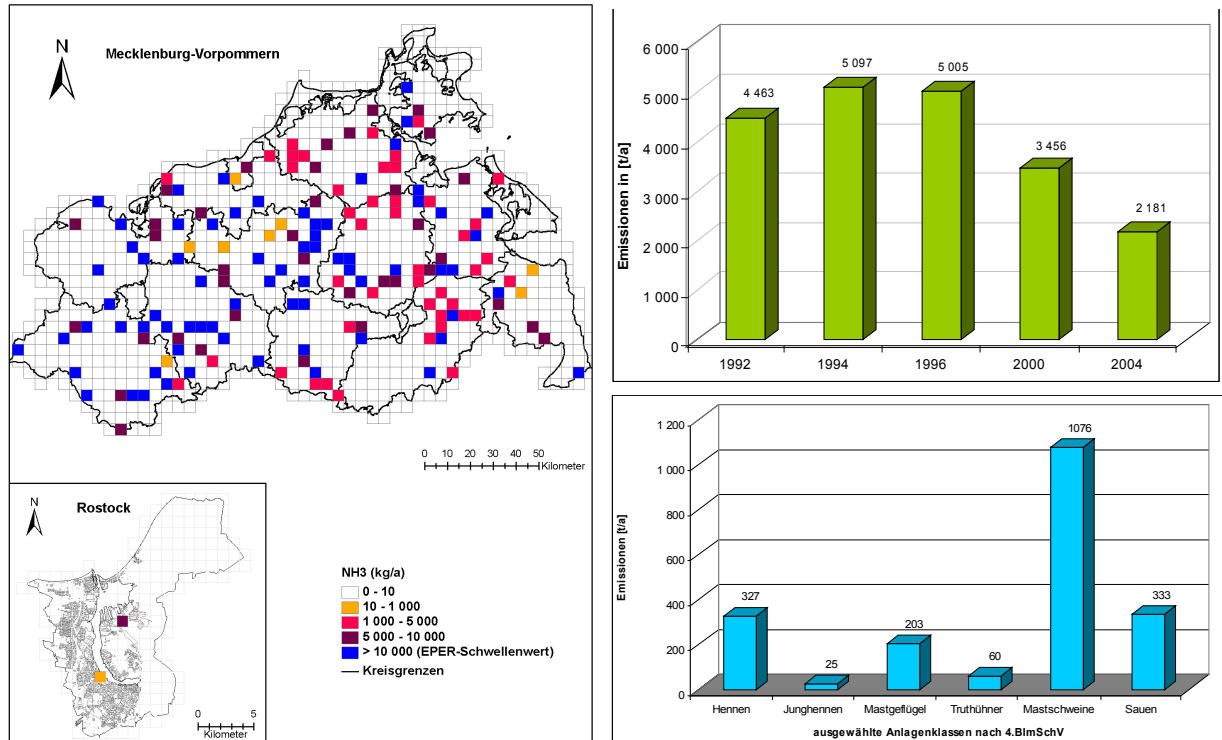 N
Mecklenburg-Vorpommern
0 10 20 30 40 50
Kilometer
N
Rostock
0 5
Kilometer
NH3 (kg/a)
0 - 10
10 - 1 000
1 000 - 5 000
5 000 - 10 000
> 10 000 (EPER-Schwellenwert)
Kreisgrenzen
Emissionen in [t/a]
6 000
5 000
4 000
3 000
2 000
1 000
0
4 463
5 097
5 005
3 456
2 181
1992 1994 1996 2000 2004
Emissionen [t/a]
1 200
1 000
800
600
400
200
0
327
25
203
60
1076
333
Hennen Junghennen Mastgeflügel Truthühner Mastschweine Sauen
ausgewählte Anlagenklassen nach 4.BImSchV